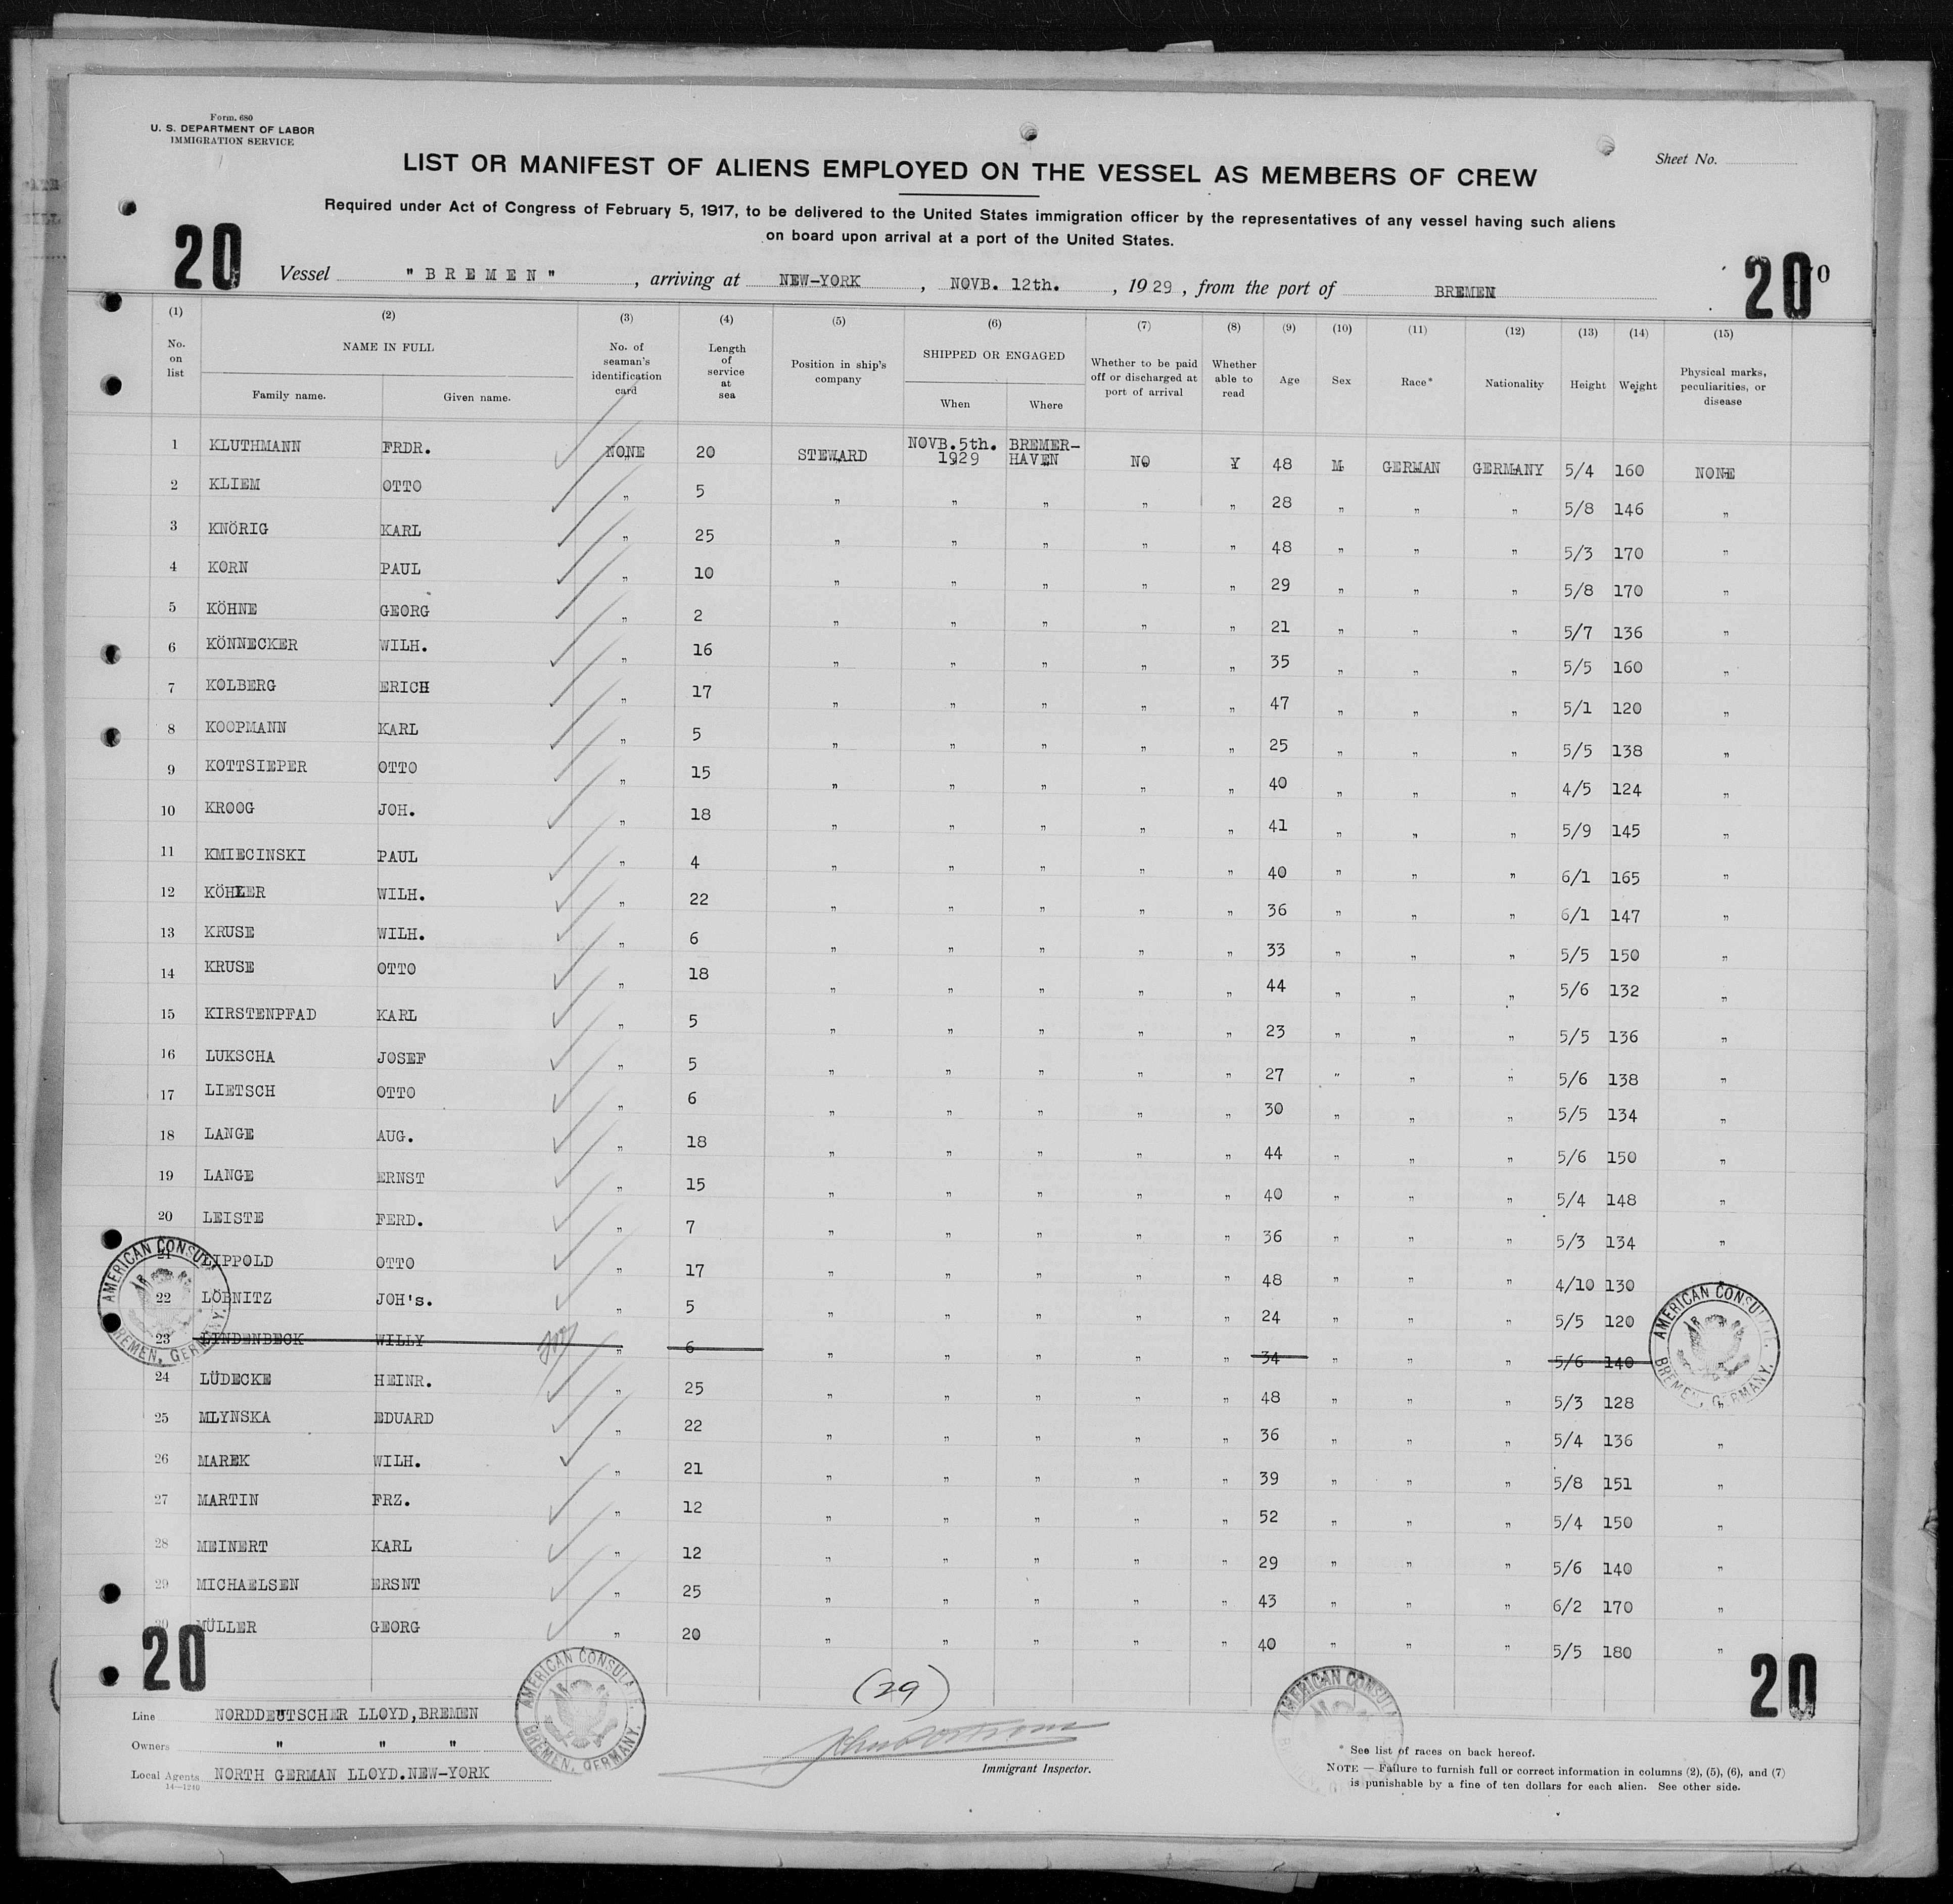 Form 680
U. S. DEPARTMENT OF LABOR
IMMIGRATION SERVICE
Sheet No.
LIST OR MANIFEST OF ALIENS EMPLOYED ON THE VESSEL AS MEMBERS OF CREW
Required under Act of Congress of February 5, 1917, to be delivered to the United States immigration officer by the representatives of any vessel having such aliens
on board upon arrival at a port of the United States.
20 20 0
Vessel "BREMEN", arriving at NEW-YORK, NOVB. 12th., 1929, from the port of BREMEN
(1) (2) (3) (4) (5) (6) (7) (8) (9) (10) (11) (12) (13) (14) (15)
No. on list NAME IN FULL Family name. Given name. No. of seaman's identification card Length of service at sea Position in ship's company SHIPPED OR ENGAGED When Where Whether to be paid off or discharged at port of arrival Whether able to read Age Sex Race* Nationality Height Weight Physical marks, peculiarities, or disease
1 KLUTHMANN FRDR. NONE 20 STEWARD NOVB.5th. 1929 BREMER-HAVEN NO Y 48 M GERMAN GERMANY 5/4 160 NONE
2 KLIEM OTTO " 5 " " " " " 28 " " " 5/8 146 "
3 KNÖRIG KARL " 25 " " " " " 48 " " " 5/3 170 "
4 KORN PAUL " 10 " " " " " 29 " " " 5/8 170 "
5 KÖHNE GEORG " 2 " " " " " 21 " " " 5/7 136 "
6 KÖNNECKER WILH. " 16 " " " " " 35 " " " 5/5 160 "
7 KOLBERG ERICH " 17 " " " " " 47 " " " 5/1 120 "
8 KOOPMANN KARL " 5 " " " " " 25 " " " 5/5 138 "
9 KOTTSIEPER OTTO " 15 " " " " " 40 " " " 4/5 124 "
10 KROOG JOH. " 18 " " " " " 41 " " " 5/9 145 "
11 KMIECINSKI PAUL " 4 " " " " " 40 " " " 6/1 165 "
12 KÖHLER WILH. " 22 " " " " " 36 " " " 6/1 147 "
13 KRUSE WILH. " 6 " " " " " 33 " " " 5/5 150 "
14 KRUSE OTTO " 18 " " " " " 44 " " " 5/6 132 "
15 KIRSTENPFAD KARL " 5 " " " " " 23 " " " 5/5 136 "
16 LUKSCHA JOSEF " 5 " " " " " 27 " " " 5/6 138 "
17 LIETSCH OTTO " 6 " " " " " 30 " " " 5/5 134 "
18 LANGE AUG. " 18 " " " " " 44 " " " 5/6 150 "
19 LANGE ERNST " 15 " " " " " 40 " " " 5/4 148 "
20 LEISTE FERD. " 7 " " " " " 36 " " " 5/3 134 "
21 LIPPOLD OTTO " 17 " " " " " 48 " " " 4/10 130
22 LÖBNITZ JOH's. " 5 " " " " " 24 " " " 5/5 120
23 LINDENBECK WILLY " 6 " " " " " 34 " " " 5/6 140
24 LÜDECKE HEINR. " 25 " " " " " 48 " " " 5/3 128 "
25 MLYNSKA EDUARD " 22 " " " " " 36 " " " 5/4 136 "
26 MAREK WILH. " 21 " " " " " 39 " " " 5/8 151 "
27 MARTIN FRZ. " 12 " " " " " 52 " " " 5/4 150 "
28 MEINERT KARL " 12 " " " " " 29 " " " 5/6 140 "
29 MICHAELSEN ERSNT " 25 " " " " " 43 " " " 6/2 170 "
30 MÜLLER GEORG " 20 " " " " " 40 " " " 5/5 180 "
AMERICAN CONSULATE. BREMEN, GERMANY.
AMERICAN CONSULATE. BREMEN, GERMANY.
20 20
(29)
AMERICAN CONSULATE. BREMEN, GERMANY.
AMERICAN CONSULATE. BREMEN, GERMANY.
Line NORDDEUTSCHER LLOYD, BREMEN
Owners " " "
Local Agents NORTH GERMAN LLOYD.NEW-YORK
14—1240
Immigrant Inspector.
* See list of races on back hereof.
NOTE — Failure to furnish full or correct information in columns (2), (5), (6), and (7)
is punishable by a fine of ten dollars for each alien. See other side.